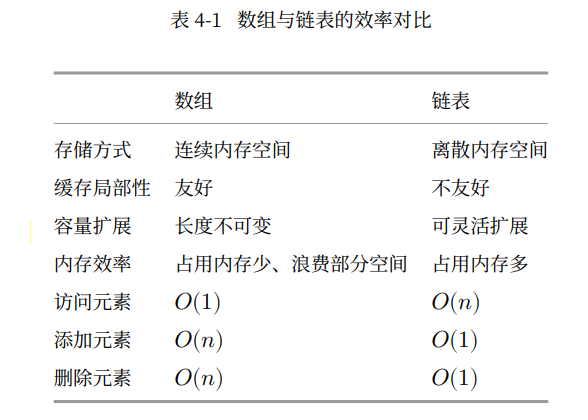 表 4-1 数组与链表的效率对比
数组 链表
存储方式 连续内存空间 离散内存空间
缓存局部性 友好 不友好
容量扩展 长度不可变 可灵活扩展
内存效率 占用内存少、浪费部分空间 占用内存多
访问元素 O(1) O(n)
添加元素 O(n) O(1)
删除元素 O(n) O(1)